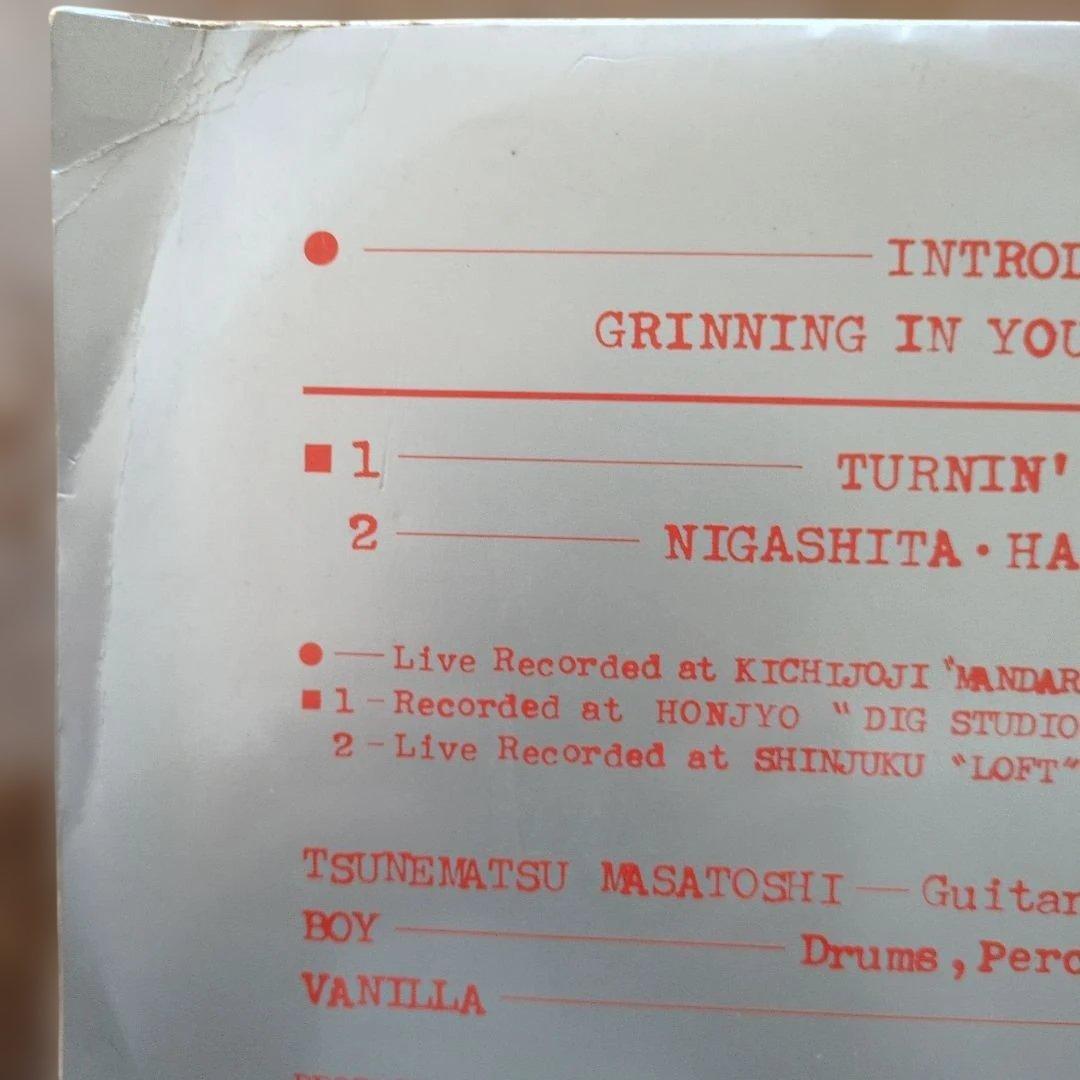 ● INTROD
GRINNING IN YOU
■ 1 TURNIN'
2 NIGASHITA・HA
● — Live Recorded at KICHIJOJI "MANDAR
■ 1 - Recorded at HONJYO "DIG STUDIO
2 - Live Recorded at SHINJUKU "LOFT"
TSUNEMATSU MASATOSHI — Guitar
BOY — Drums, Perc
VANILLA —